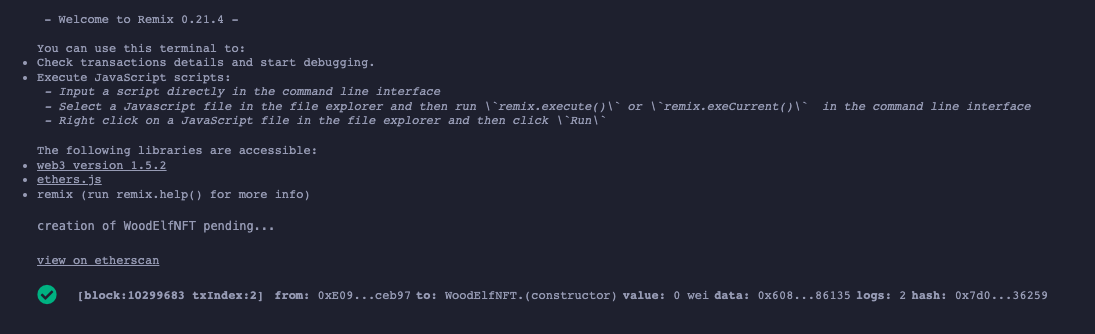 - Welcome to Remix 0.21.4 -
You can use this terminal to:
• Check transactions details and start debugging.
• Execute JavaScript scripts:
- Input a script directly in the command line interface
- Select a Javascript file in the file explorer and then run \`remix.execute()\` or \`remix.exeCurrent()\`  in the command line interface
- Right click on a JavaScript file in the file explorer and then click \`Run\`
The following libraries are accessible:
• web3 version 1.5.2
• ethers.js
• remix (run remix.help() for more info)
creation of WoodElfNFT pending...
view on etherscan
[block:10299683 txIndex:2] from: 0xE09...ceb97 to: WoodElfNFT.(constructor) value: 0 wei data: 0x608...86135 logs: 2 hash: 0x7d0...36259